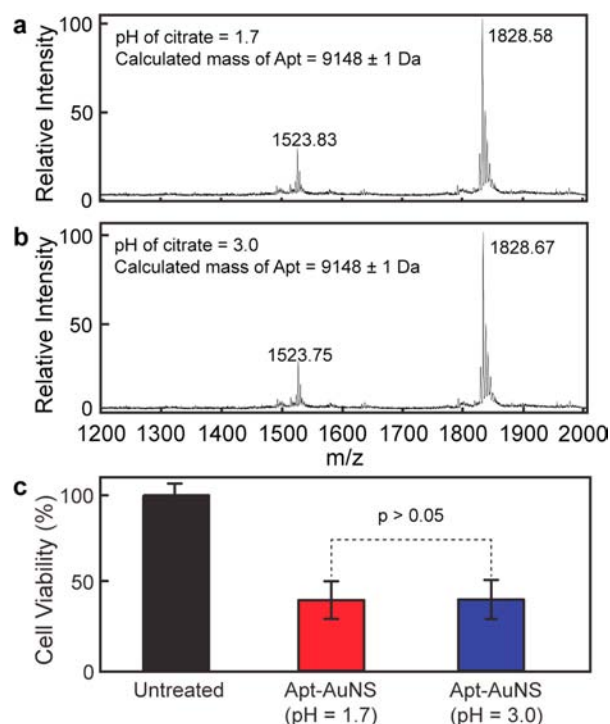 a
Relative Intensity
100
50
0
pH of citrate = 1.7
Calculated mass of Apt = 9148 ± 1 Da
1523.83
1828.58
b
Relative Intensity
100
50
0
pH of citrate = 3.0
Calculated mass of Apt = 9148 ± 1 Da
1523.75
1828.67
1200 1300 1400 1500 1600 1700 1800 1900 2000
m/z
c
Cell Viability (%)
100
50
0
p > 0.05
Untreated
Apt-AuNS
(pH = 1.7)
Apt-AuNS
(pH = 3.0)